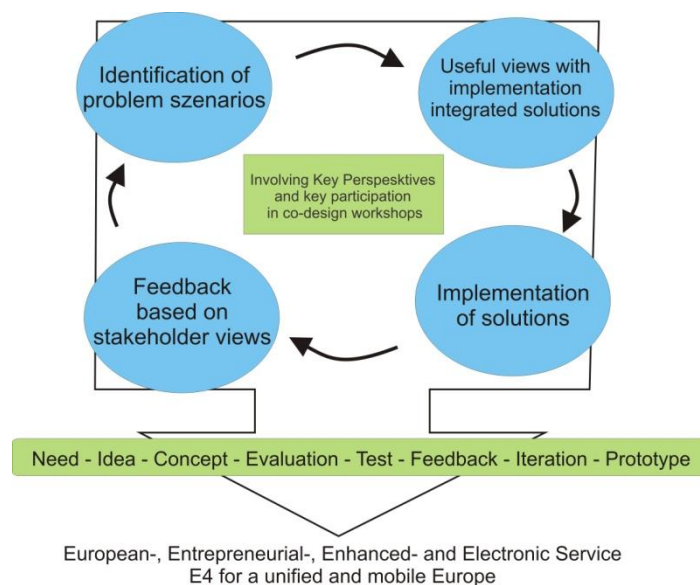 Identification of
problem szenarios
Useful views with
implementation
integrated solutions
Involving Key Perspesktives
and key participation
in co-design workshops
Feedback
based on
stakeholder views
Implementation
of solutions
Need - Idea - Concept - Evaluation - Test - Feedback - Iteration - Prototype
European-, Entrepreneurial-, Enhanced- and Electronic Service
E4 for a unified and mobile Europe